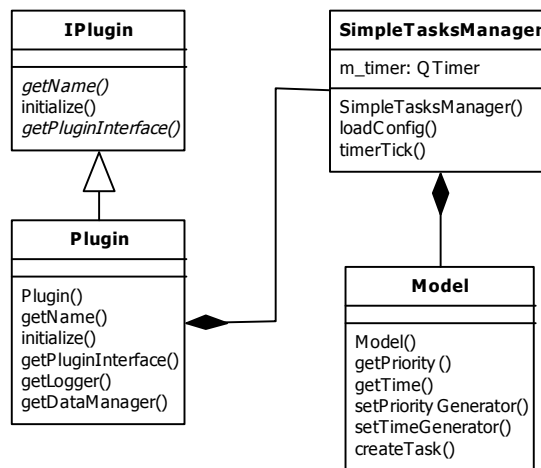 IPlugin
getName()
initialize()
getPluginInterface()
SimpleTasksManager
m_timer: QTimer
SimpleTasksManager()
loadConfig()
timerTick()
Plugin
Plugin()
getName()
initialize()
getPluginInterface()
getLogger()
getDataManager()
Model
Model()
getPriority()
getTime()
setPriorityGenerator()
setTimeGenerator()
createTask()